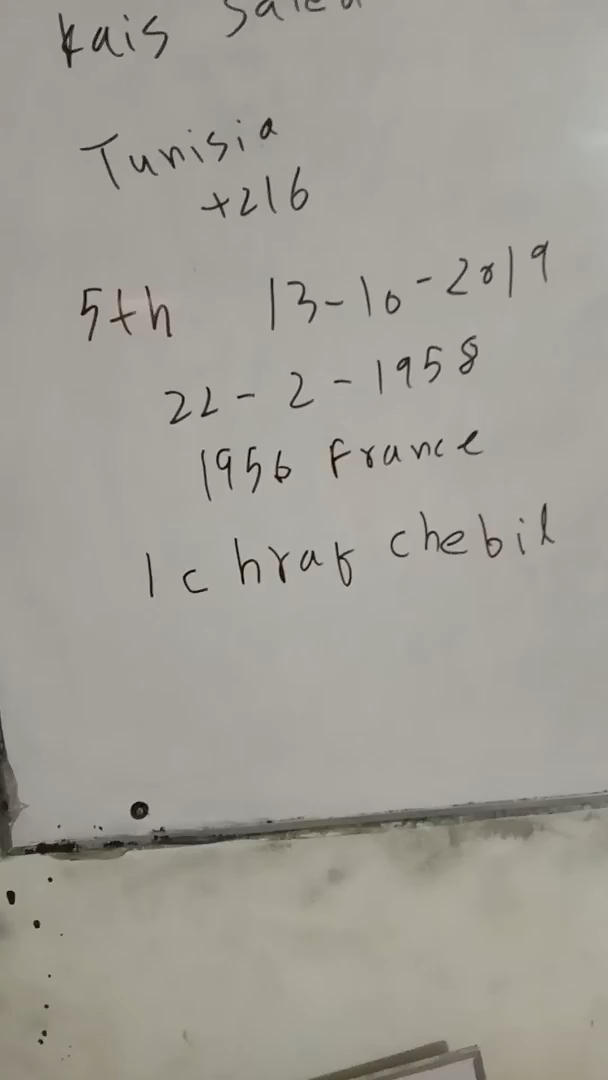 Kais Saied
Tunisia
+216
5th 13-10-2019
22-2-1958
1956 France
Ichraf chebil